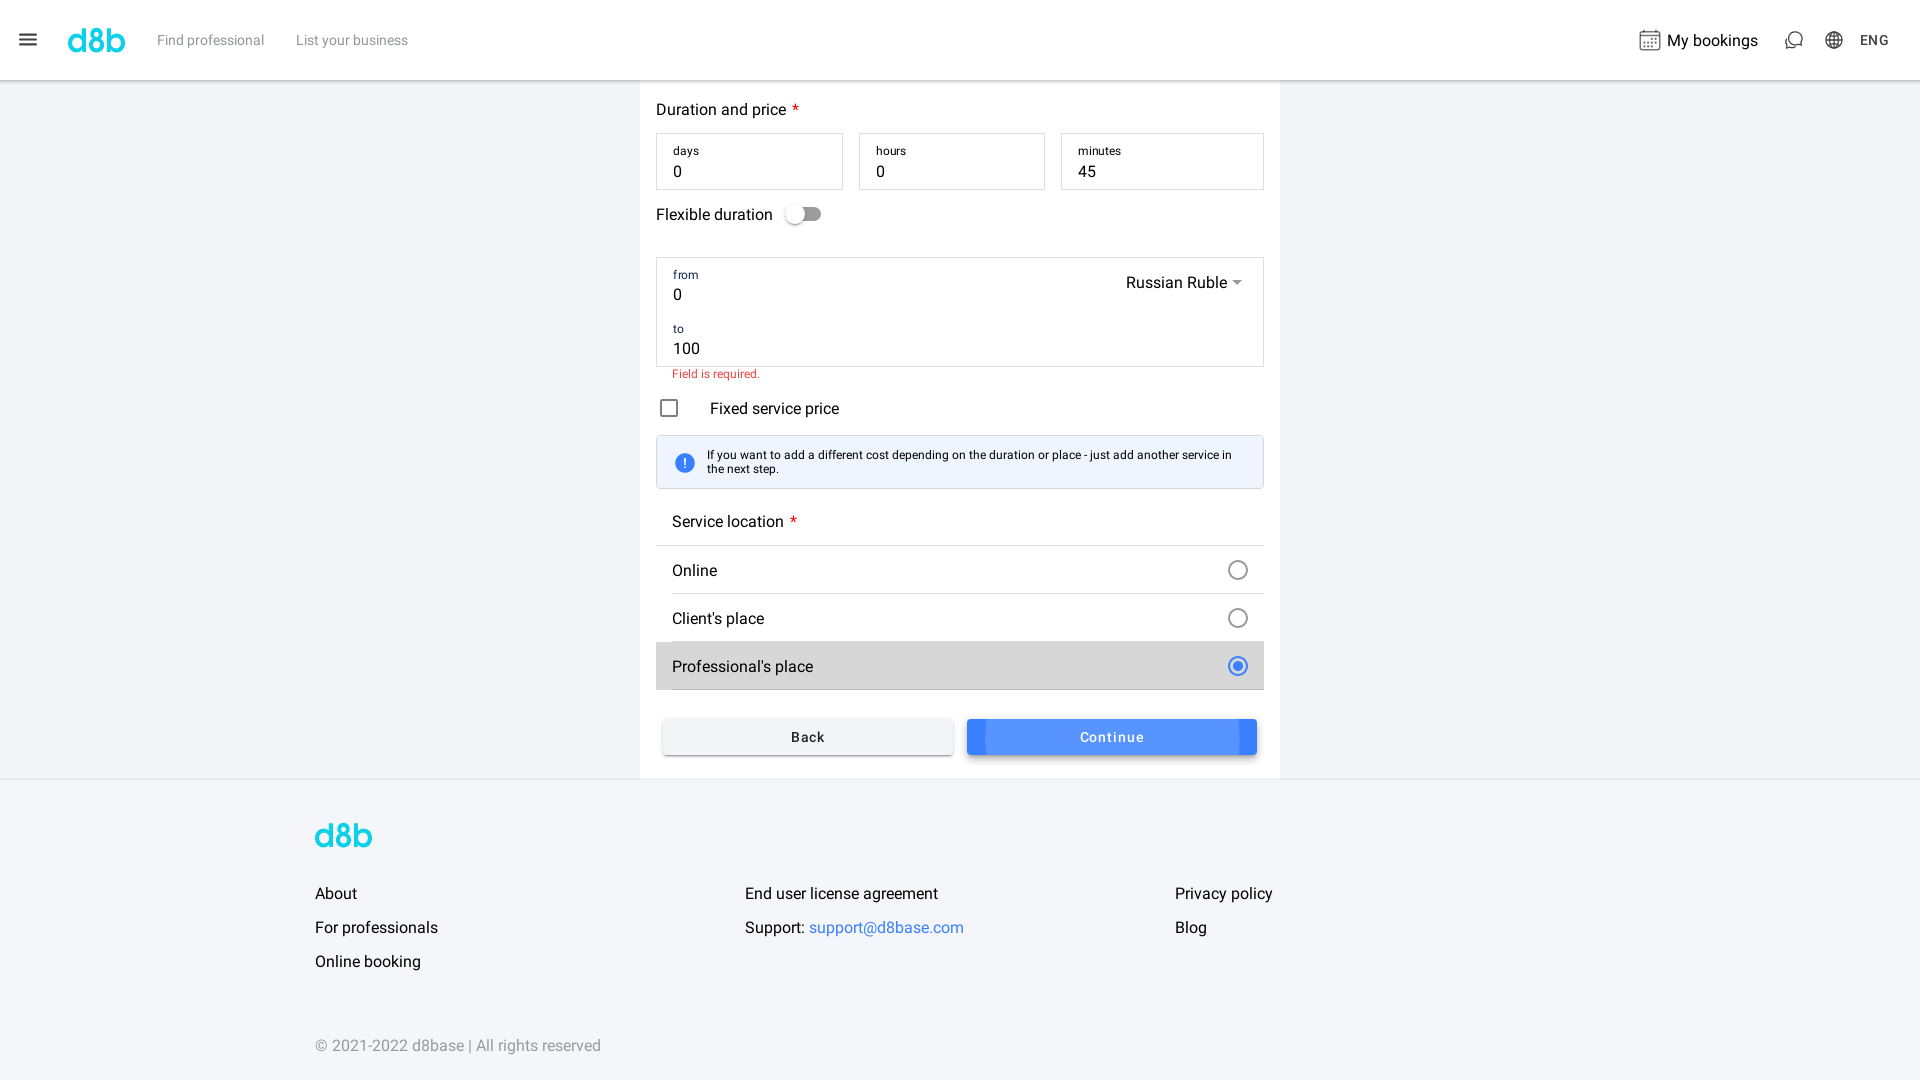 d8b
Find professional
List your business
My bookings
ENG
Duration and price *
days
0
hours
0
minutes
45
Flexible duration
from
0
Russian Ruble
to
100
Field is required.
Fixed service price
If you want to add a different cost depending on the duration or place - just add another service in
the next step.
Service location *
Online
Client's place
Professional's place
Back
Continue
d8b
About
End user license agreement
Privacy policy
For professionals
Support: support@d8base.com
Blog
Online booking
© 2021-2022 d8base | All rights reserved